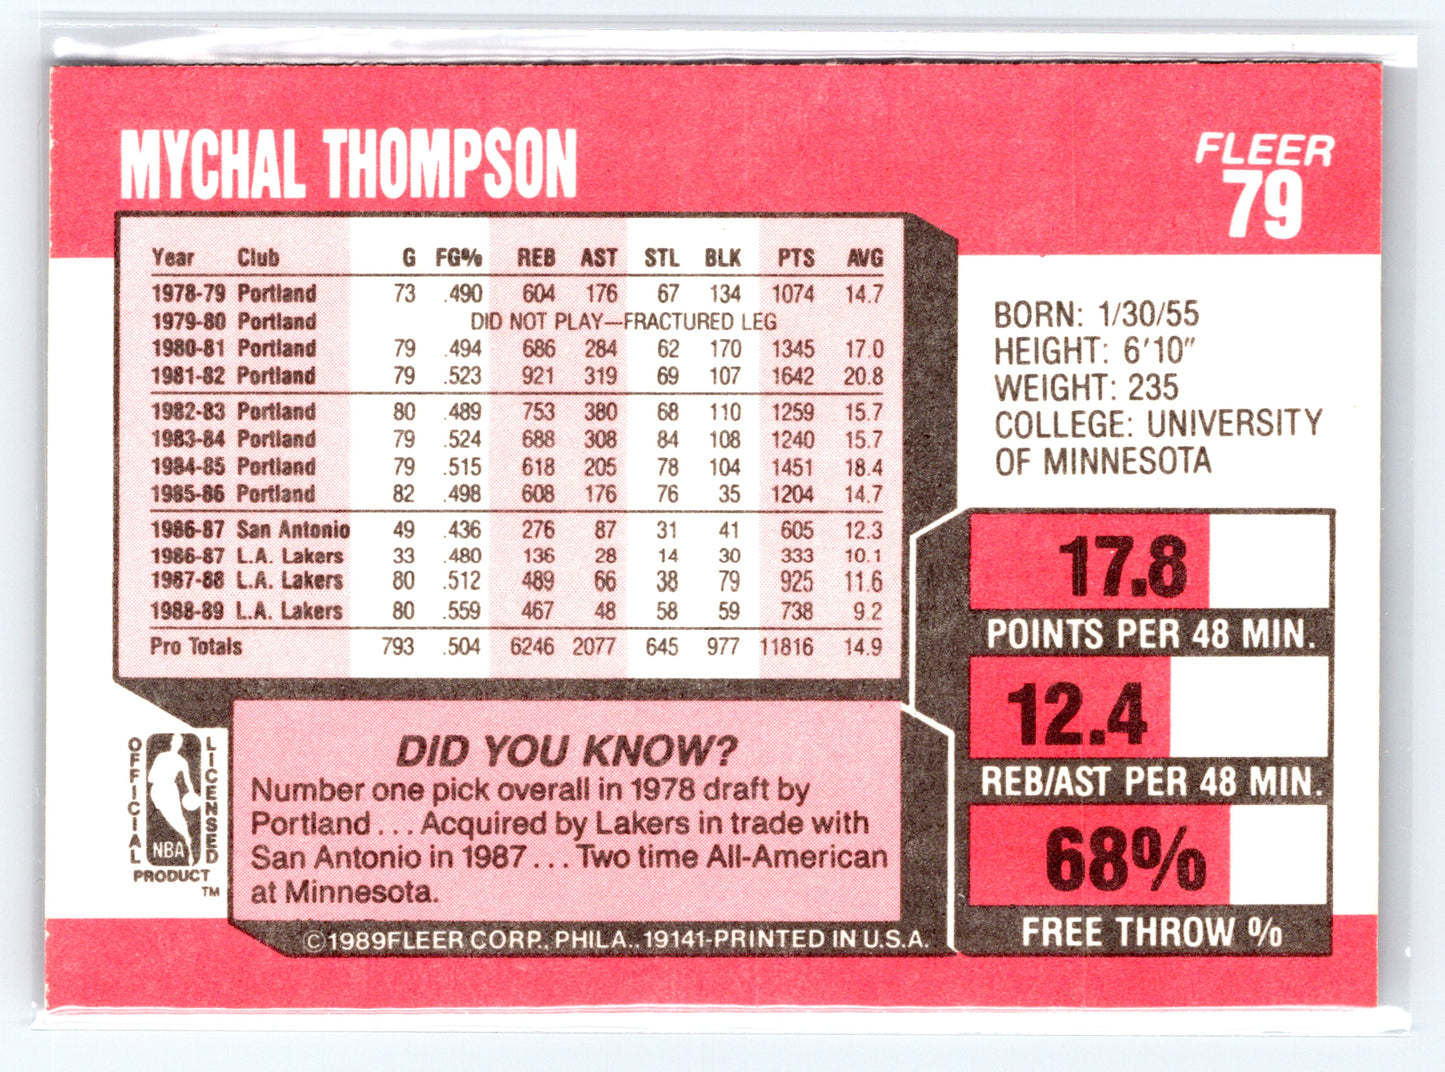 MYCHAL THOMPSON
FLEER
79
Year Club G FG% REB AST STL BLK PTS AVG
1978-79 Portland 73 .490 604 176 67 134 1074 14.7
1979-80 Portland DID NOT PLAY—FRACTURED LEG
1980-81 Portland 79 .494 686 284 62 170 1345 17.0
1981-82 Portland 79 .523 921 319 69 107 1642 20.8
1982-83 Portland 80 .489 753 380 68 110 1259 15.7
1983-84 Portland 79 .524 688 308 84 108 1240 15.7
1984-85 Portland 79 .515 618 205 78 104 1451 18.4
1985-86 Portland 82 .498 608 176 76 35 1204 14.7
1986-87 San Antonio 49 .436 276 87 31 41 605 12.3
1986-87 L.A. Lakers 33 .480 136 28 14 30 333 10.1
1987-88 L.A. Lakers 80 .512 489 66 38 79 925 11.6
1988-89 L.A. Lakers 80 .559 467 48 58 59 738 9.2
Pro Totals 793 .504 6246 2077 645 977 11816 14.9
BORN: 1/30/55
HEIGHT: 6'10"
WEIGHT: 235
COLLEGE: UNIVERSITY
OF MINNESOTA
17.8
POINTS PER 48 MIN.
12.4
REB/AST PER 48 MIN.
68%
FREE THROW %
OFFICIAL
LICENSED
NBA
PRODUCT
TM
DID YOU KNOW?
Number one pick overall in 1978 draft by
Portland . . . Acquired by Lakers in trade with
San Antonio in 1987 . . . Two time All-American
at Minnesota.
©1989FLEER CORP., PHILA., 19141-PRINTED IN U.S.A.